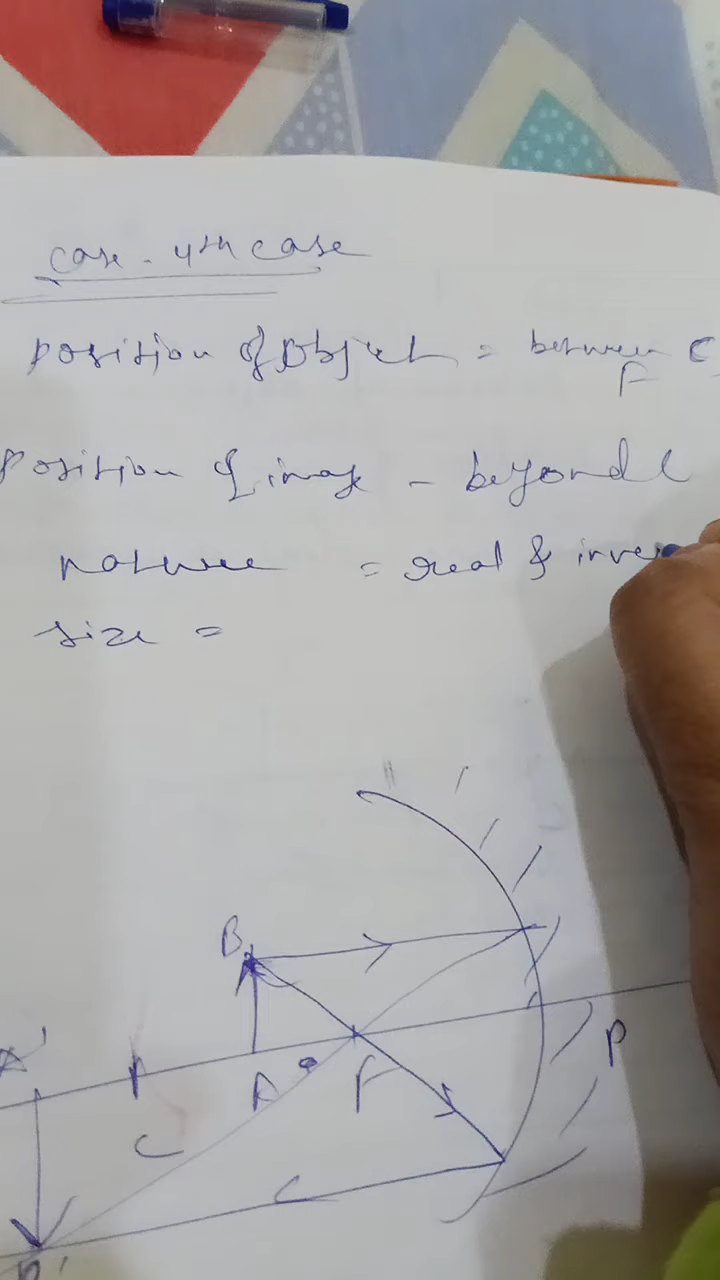 Case - 4th case
position of Object = between C,
F
position of image - beyond C
nature = real & inver
size =
B
A'
P
A
F
C
B'